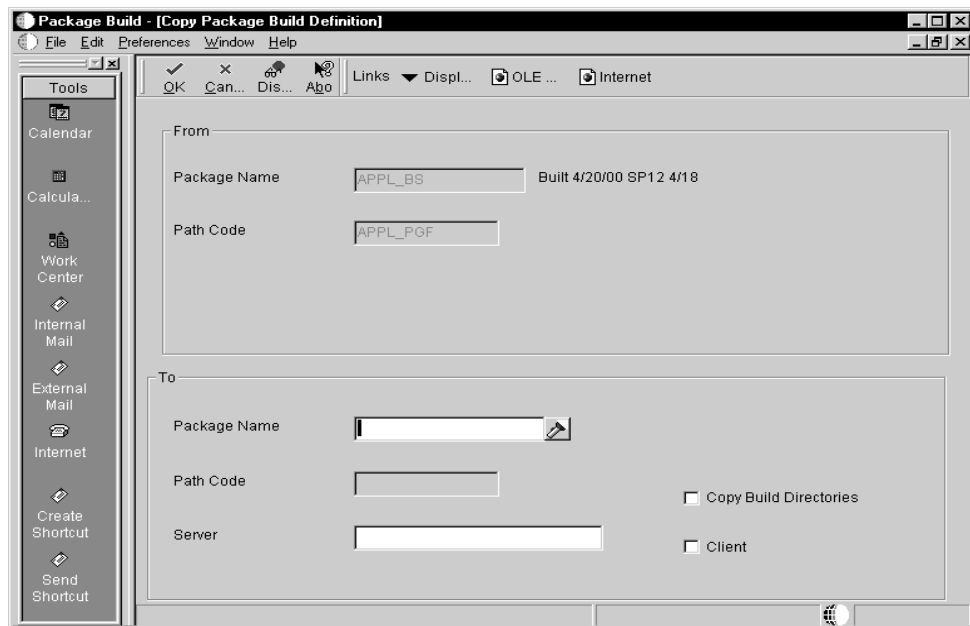 Package Build - [Copy Package Build Definition]
File Edit Preferences Window Help
Tools
OK Can... Dis... Abo Links Displ... OLE ... Internet
Calendar
Calcula...
Work
Center
Internal
Mail
External
Mail
Internet
Create
Shortcut
Send
Shortcut
From
Package Name APPL_BS Built 4/20/00 SP12 4/18
Path Code APPL_PGF
To
Package Name
Path Code
Copy Build Directories
Server
Client